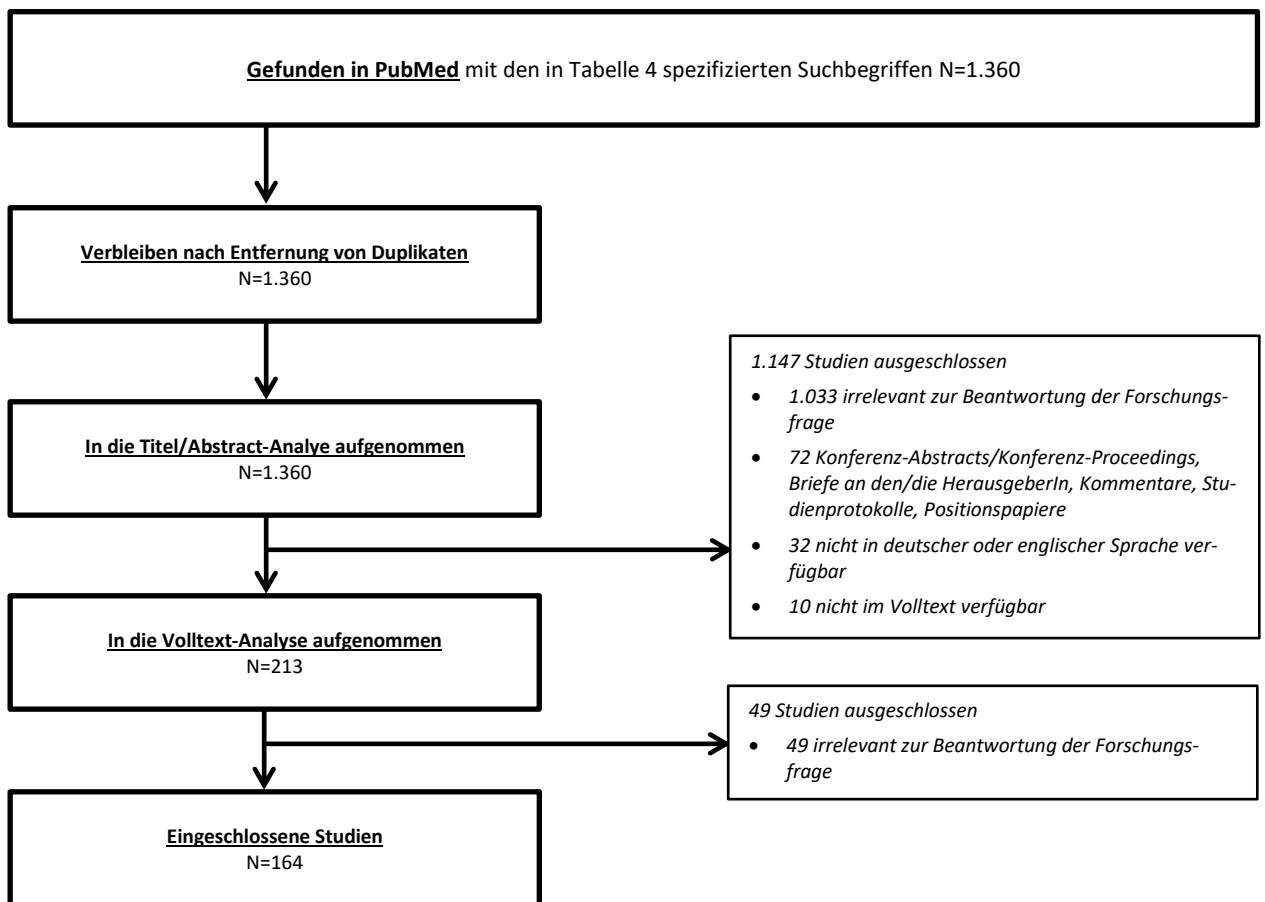 Gefunden in PubMed mit den in Tabelle 4 spezifizierten Suchbegriffen N=1.360
Verbleiben nach Entfernung von Duplikaten
N=1.360
In die Titel/Abstract-Analye aufgenommen
N=1.360
1.147 Studien ausgeschlossen
• 1.033 irrelevant zur Beantwortung der Forschungs-
frage
• 72 Konferenz-Abstracts/Konferenz-Proceedings,
Briefe an den/die HerausgeberIn, Kommentare, Stu-
dienprotokolle, Positionspapiere
• 32 nicht in deutscher oder englischer Sprache ver-
fügbar
• 10 nicht im Volltext verfügbar
In die Volltext-Analyse aufgenommen
N=213
49 Studien ausgeschlossen
• 49 irrelevant zur Beantwortung der Forschungs-
frage
Eingeschlossene Studien
N=164